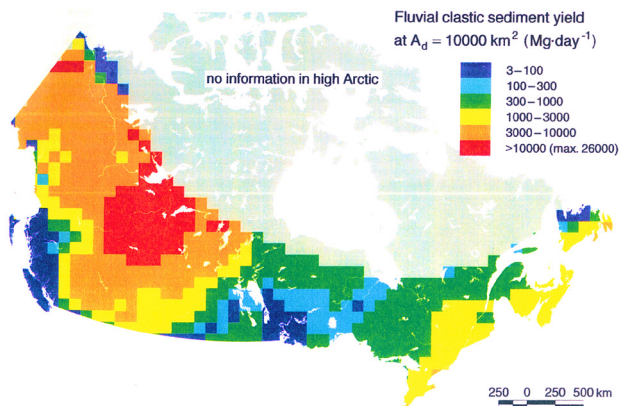 Fluvial clastic sediment yield
at A_d = 10000 km² (Mg·day⁻¹)
no information in high Arctic
3–100
100–300
300–1000
1000–3000
3000–10000
>10000 (max. 26000)
250 0 250 500 km